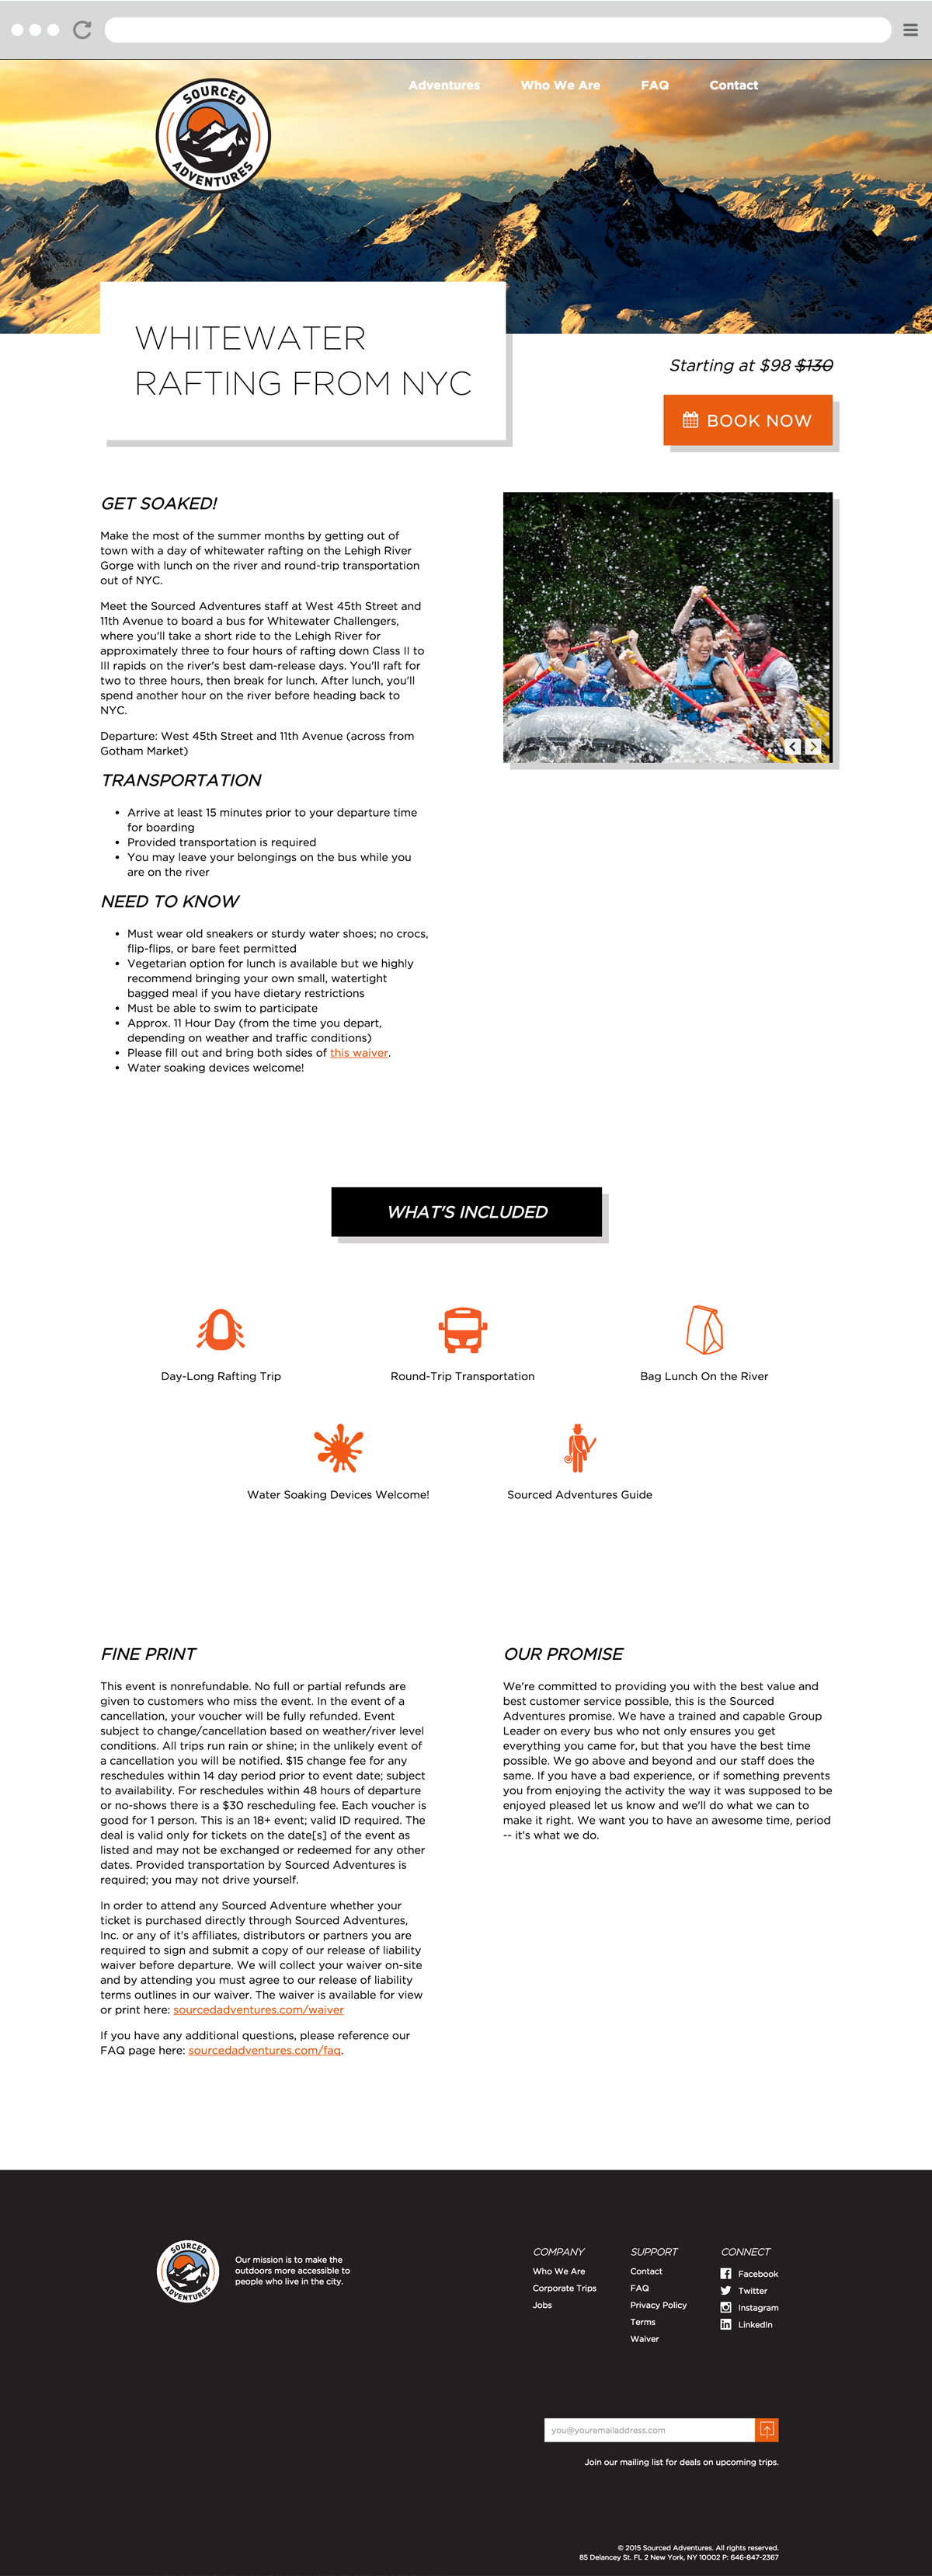 Adventures Who We Are FAQ Contact
SOURCED
ADVENTURES
WHITEWATER
RAFTING FROM NYC
Starting at $98 $130
BOOK NOW
GET SOAKED!
Make the most of the summer months by getting out of
town with a day of whitewater rafting on the Lehigh River
Gorge with lunch on the river and round-trip transportation
out of NYC.
Meet the Sourced Adventures staff at West 45th Street and
11th Avenue to board a bus for Whitewater Challengers,
where you'll take a short ride to the Lehigh River for
approximately three to four hours of rafting down Class II to
III rapids on the river's best dam-release days. You'll raft for
two to three hours, then break for lunch. After lunch, you'll
spend another hour on the river before heading back to
NYC.
Departure: West 45th Street and 11th Avenue (across from
Gotham Market)
TRANSPORTATION
• Arrive at least 15 minutes prior to your departure time
for boarding
• Provided transportation is required
• You may leave your belongings on the bus while you
are on the river
NEED TO KNOW
• Must wear old sneakers or sturdy water shoes; no crocs,
flip-flips, or bare feet permitted
• Vegetarian option for lunch is available but we highly
recommend bringing your own small, watertight
bagged meal if you have dietary restrictions
• Must be able to swim to participate
• Approx. 11 Hour Day (from the time you depart,
depending on weather and traffic conditions)
• Please fill out and bring both sides of this waiver.
• Water soaking devices welcome!
WHAT'S INCLUDED
Day-Long Rafting Trip
Round-Trip Transportation
Bag Lunch On the River
Water Soaking Devices Welcome!
Sourced Adventures Guide
FINE PRINT
This event is nonrefundable. No full or partial refunds are
given to customers who miss the event. In the event of a
cancellation, your voucher will be fully refunded. Event
subject to change/cancellation based on weather/river level
conditions. All trips run rain or shine; in the unlikely event of
a cancellation you will be notified. $15 change fee for any
reschedules within 14 day period prior to event date; subject
to availability. For reschedules within 48 hours of departure
or no-shows there is a $30 rescheduling fee. Each voucher is
good for 1 person. This is an 18+ event; valid ID required. The
deal is valid only for tickets on the date[s] of the event as
listed and may not be exchanged or redeemed for any other
dates. Provided transportation by Sourced Adventures is
required; you may not drive yourself.
In order to attend any Sourced Adventure whether your
ticket is purchased directly through Sourced Adventures,
Inc. or any of it's affiliates, distributors or partners you are
required to sign and submit a copy of our release of liability
waiver before departure. We will collect your waiver on-site
and by attending you must agree to our release of liability
terms outlines in our waiver. The waiver is available for view
or print here: sourcedadventures.com/waiver
If you have any additional questions, please reference our
FAQ page here: sourcedadventures.com/faq.
OUR PROMISE
We're committed to providing you with the best value and
best customer service possible, this is the Sourced
Adventures promise. We have a trained and capable Group
Leader on every bus who not only ensures you get
everything you came for, but that you have the best time
possible. We go above and beyond and our staff does the
same. If you have a bad experience, or if something prevents
you from enjoying the activity the way it was supposed to be
enjoyed pleased let us know and we'll do what we can to
make it right. We want you to have an awesome time, period
-- it's what we do.
SOURCED
ADVENTURES
Our mission is to make the
outdoors more accessible to
people who live in the city.
COMPANY
Who We Are
Corporate Trips
Jobs
SUPPORT
Contact
FAQ
Privacy Policy
Terms
Waiver
CONNECT
Facebook
Twitter
Instagram
LinkedIn
you@youremailaddress.com
Join our mailing list for deals on upcoming trips.
© 2015 Sourced Adventures. All rights reserved.
85 Delancey St. FL 2 New York, NY 10002 P: 646-847-2367